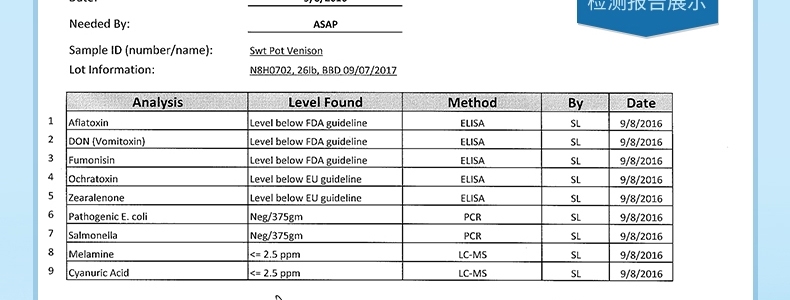 检测报告展示
Needed By: ASAP
Sample ID (number/name): Swt Pot Venison
Lot Information: N8H0702, 26lb, BBD 09/07/2017
Analysis Level Found Method By Date
1 Aflatoxin Level below FDA guideline ELISA SL 9/8/2016
2 DON (Vomitoxin) Level below FDA guideline ELISA SL 9/8/2016
3 Fumonisin Level below FDA guideline ELISA SL 9/8/2016
4 Ochratoxin Level below EU guideline ELISA SL 9/8/2016
5 Zearalenone Level below EU guideline ELISA SL 9/8/2016
6 Pathogenic E. coli Neg/375gm PCR SL 9/8/2016
7 Salmonella Neg/375gm PCR SL 9/8/2016
8 Melamine <= 2.5 ppm LC-MS SL 9/8/2016
9 Cyanuric Acid <= 2.5 ppm LC-MS SL 9/8/2016